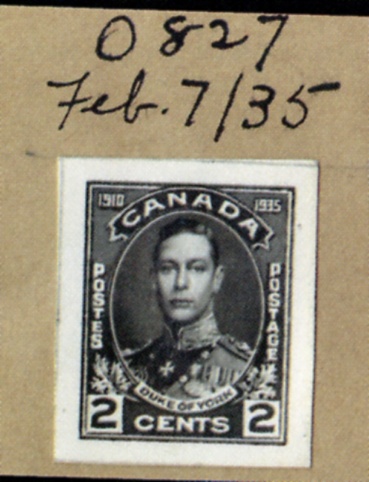 0827
Feb. 7/35
1910 1935
CANADA
POSTES
POSTAGE
DUKE OF YORK
2 CENTS 2